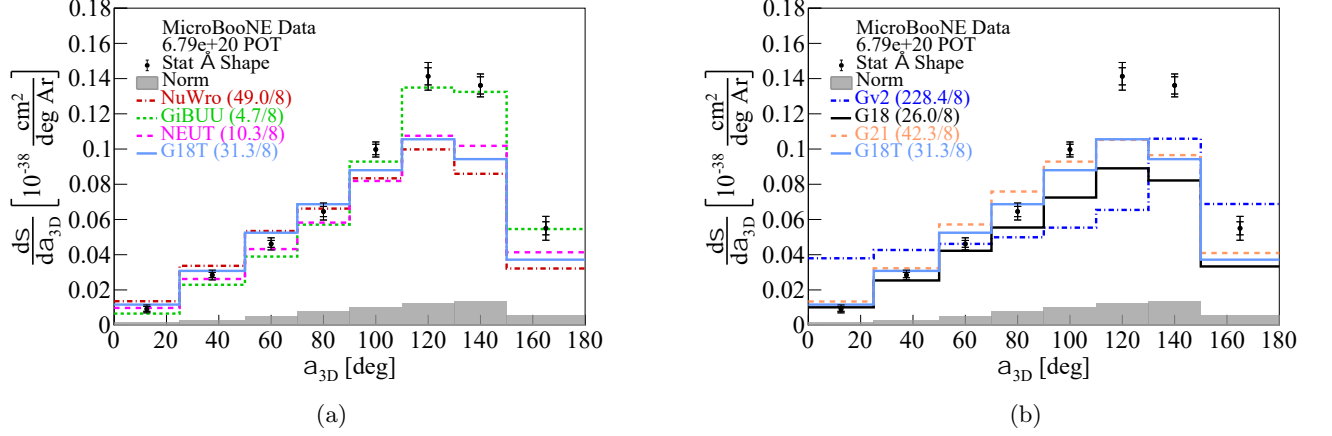 0.18
0.16
0.14
0.12
0.1
0.08
0.06
0.04
0.02
0
ds
da3D
[10-38 cm2
deg Ar]
MicroBooNE Data
6.79e+20 POT
Stat Å Shape
Norm
NuWro (49.0/8)
GiBUU (4.7/8)
NEUT (10.3/8)
G18T (31.3/8)
0 20 40 60 80 100 120 140 160 180
a3D [deg]
(a)
0.18
0.16
0.14
0.12
0.1
0.08
0.06
0.04
0.02
0
ds
da3D
[10-38 cm2
deg Ar]
MicroBooNE Data
6.79e+20 POT
Stat Å Shape
Norm
Gv2 (228.4/8)
G18 (26.0/8)
G21 (42.3/8)
G18T (31.3/8)
0 20 40 60 80 100 120 140 160 180
a3D [deg]
(b)